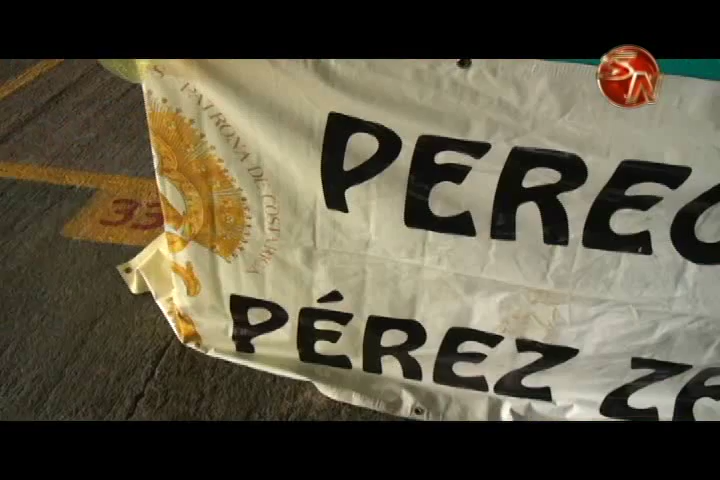 S. PATRONA DE COSTA RICA
PEREG
PÉREZ ZE
33